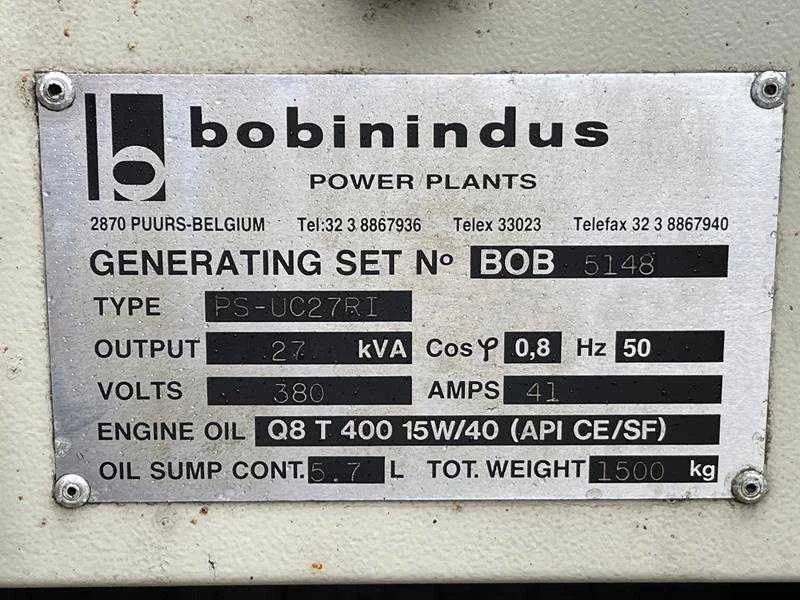 b bobinindus
POWER PLANTS
2870 PUURS-BELGIUM Tel:32 3 8867936 Telex 33023 Telefax 32 3 8867940
GENERATING SET Nº BOB 5148
TYPE PS-UC27RI
OUTPUT 27 kVA Cos φ 0,8 Hz 50
VOLTS 380 AMPS 41
ENGINE OIL Q8 T 400 15W/40 (API CE/SF)
OIL SUMP CONT. 5.7 L TOT. WEIGHT 1500 kg